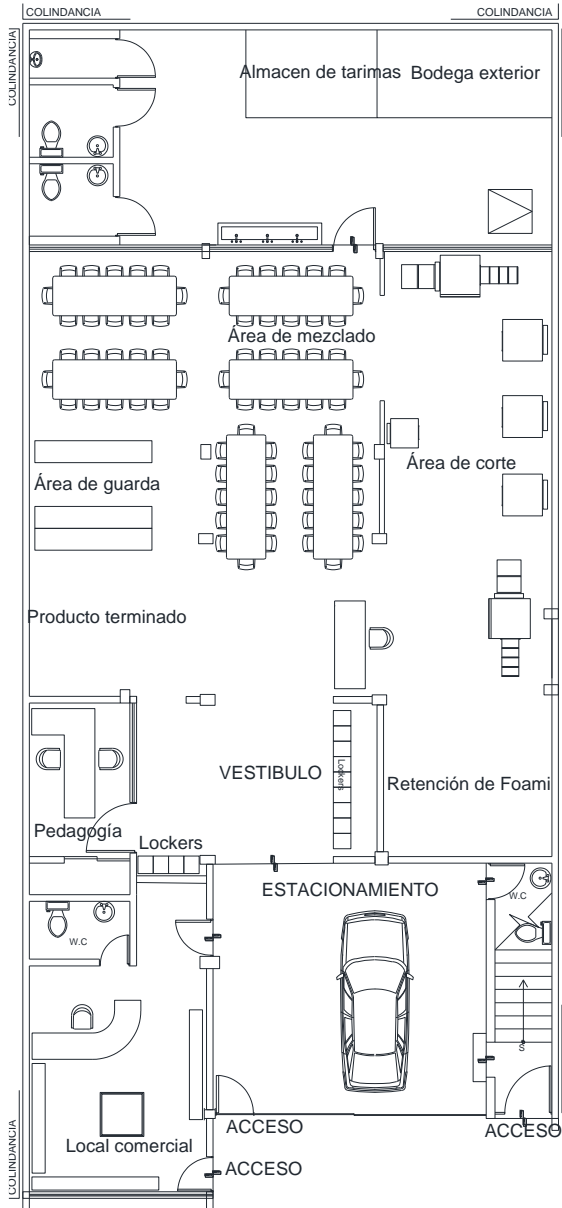 COLINDANCIA
COLINDANCIA
COLINDANCIA
Almacen de tarimas
Bodega exterior
Área de mezclado
Área de corte
Área de guarda
Producto terminado
VESTIBULO
Lockers
Retención de Foami
Pedagogía
Lockers
ESTACIONAMIENTO
W.C
W.C
S
Local comercial
ACCESO
ACCESO
ACCESO
COLINDANCIA